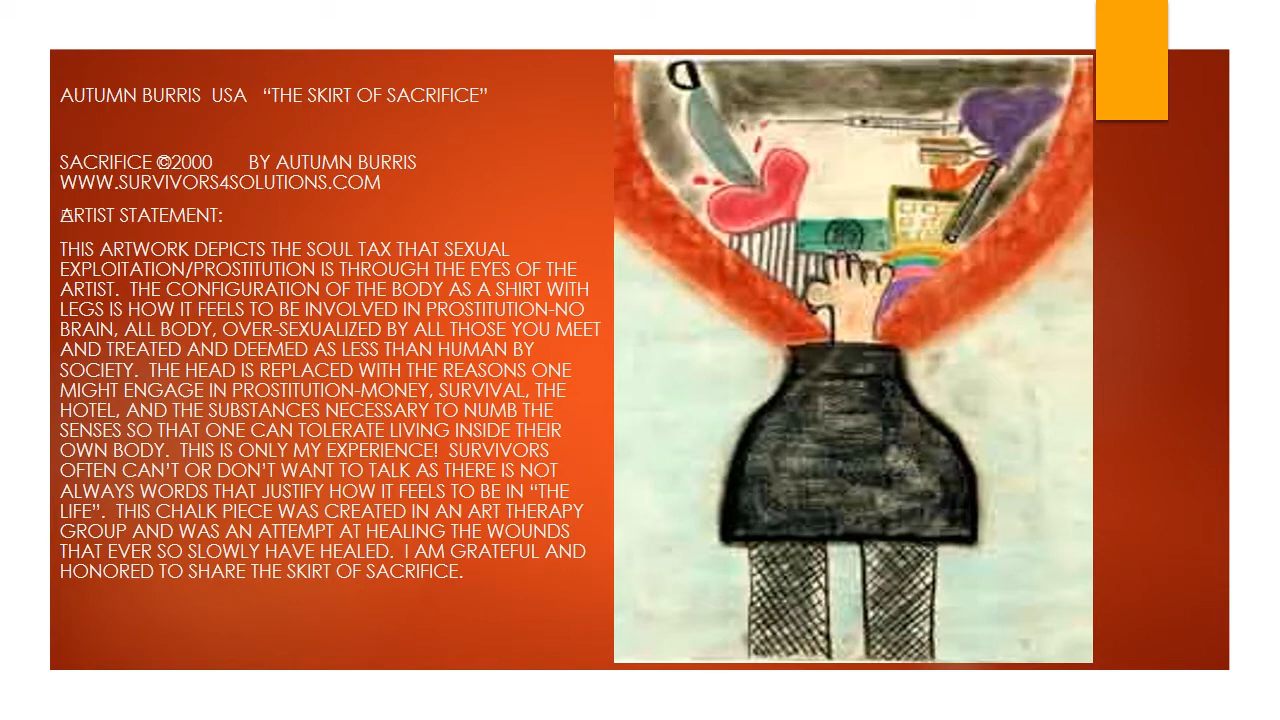 AUTUMN BURRIS  USA   “THE SKIRT OF SACRIFICE”
SACRIFICE ©2000      BY AUTUMN BURRIS
WWW.SURVIVORS4SOLUTIONS.COM
ARTIST STATEMENT:
THIS ARTWORK DEPICTS THE SOUL TAX THAT SEXUAL
EXPLOITATION/PROSTITUTION IS THROUGH THE EYES OF THE
ARTIST.  THE CONFIGURATION OF THE BODY AS A SHIRT WITH
LEGS IS HOW IT FEELS TO BE INVOLVED IN PROSTITUTION-NO
BRAIN, ALL BODY, OVER-SEXUALIZED BY ALL THOSE YOU MEET
AND TREATED AND DEEMED AS LESS THAN HUMAN BY
SOCIETY.  THE HEAD IS REPLACED WITH THE REASONS ONE
MIGHT ENGAGE IN PROSTITUTION-MONEY, SURVIVAL, THE
HOTEL, AND THE SUBSTANCES NECESSARY TO NUMB THE
SENSES SO THAT ONE CAN TOLERATE LIVING INSIDE THEIR
OWN BODY.  THIS IS ONLY MY EXPERIENCE!  SURVIVORS
OFTEN CAN’T OR DON’T WANT TO TALK AS THERE IS NOT
ALWAYS WORDS THAT JUSTIFY HOW IT FEELS TO BE IN “THE
LIFE”.  THIS CHALK PIECE WAS CREATED IN AN ART THERAPY
GROUP AND WAS AN ATTEMPT AT HEALING THE WOUNDS
THAT EVER SO SLOWLY HAVE HEALED.  I AM GRATEFUL AND
HONORED TO SHARE THE SKIRT OF SACRIFICE.